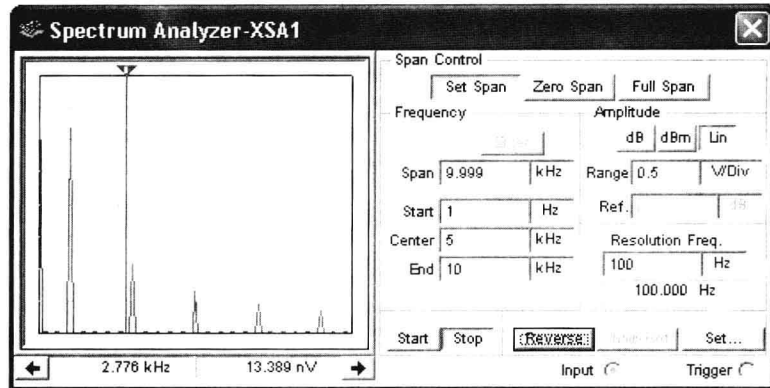 Spectrum Analyzer-XSA1
Span Control
Set Span Zero Span Full Span
Frequency
Amplitude
dB dBm Lin
Span 9.999 kHz
Range 0.5 V/Div
Start 1 Hz
Ref. dB
Center 5 kHz
Resolution Freq.
End 10 kHz
100 Hz
100.000 Hz
Start Stop Reverse Set...
2.776 kHz 13.389 nV
Input Trigger